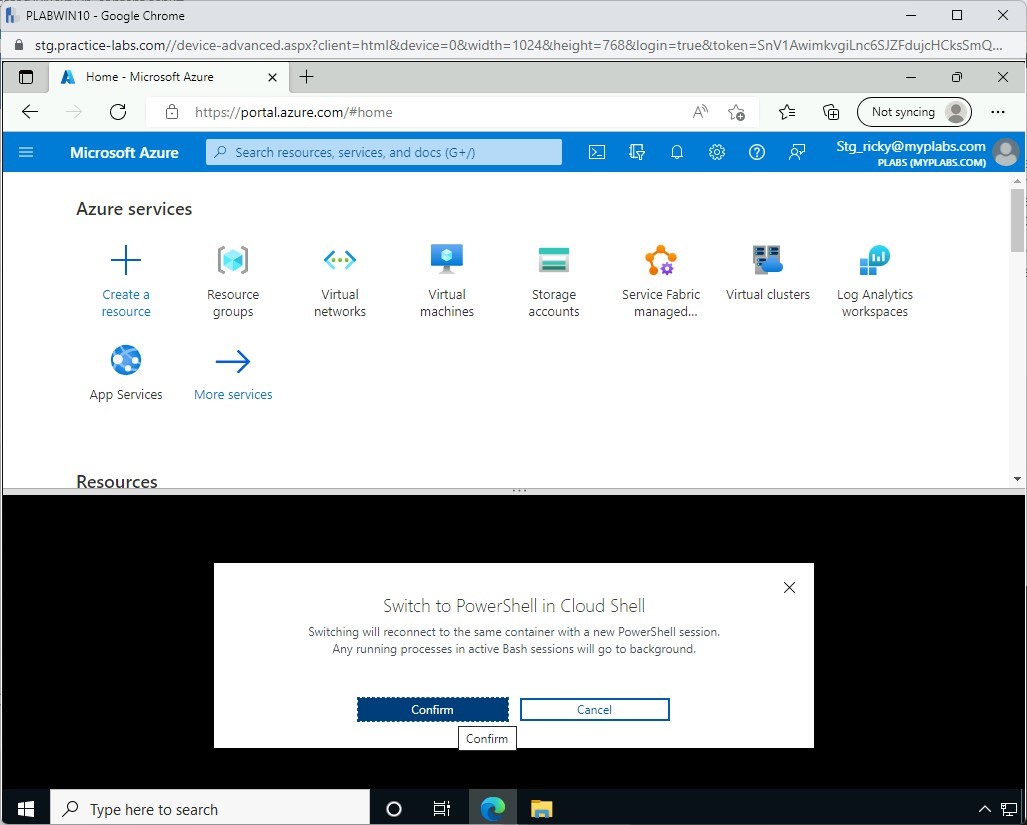 PLABWIN10 - Google Chrome
stg.practice-labs.com//device-advanced.aspx?client=html&device=0&width=1024&height=768&login=true&token=SnV1AwimkvgiLnc6SJZFdujcHCksSmQ...
Home - Microsoft Azure
https://portal.azure.com/#home
Not syncing
Microsoft Azure
Search resources, services, and docs (G+/)
Stg_ricky@myplabs.com
PLABS (MYPLABS.COM)
Azure services
Create a resource
Resource groups
Virtual networks
Virtual machines
Storage accounts
Service Fabric managed...
Virtual clusters
Log Analytics workspaces
App Services
More services
Resources
Switch to PowerShell in Cloud Shell
Switching will reconnect to the same container with a new PowerShell session.
Any running processes in active Bash sessions will go to background.
Confirm
Cancel
Confirm
Type here to search